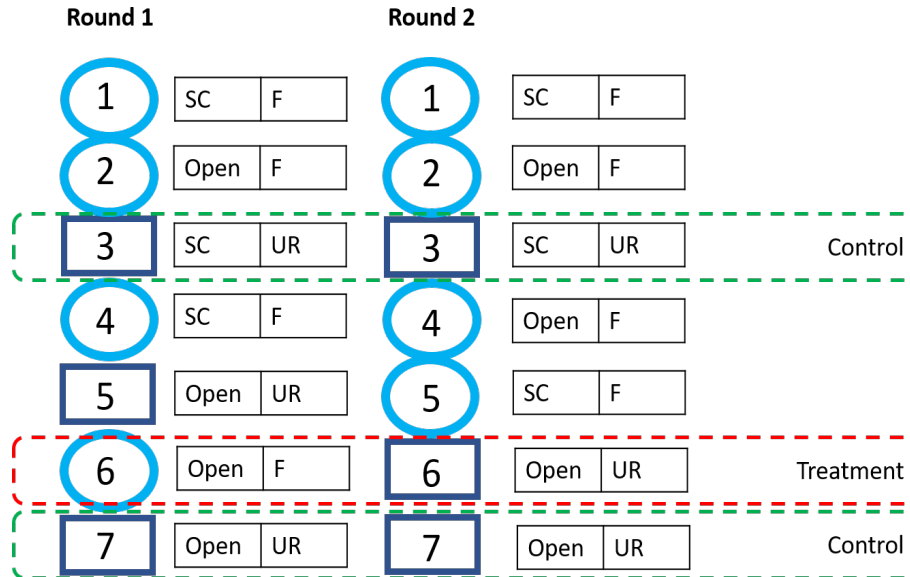 Round 1 Round 2
1 SC F 1 SC F
2 Open F 2 Open F
3 SC UR 3 SC UR Control
4 SC F 4 Open F
5 Open UR 5 SC F
6 Open F 6 Open UR Treatment
7 Open UR 7 Open UR Control